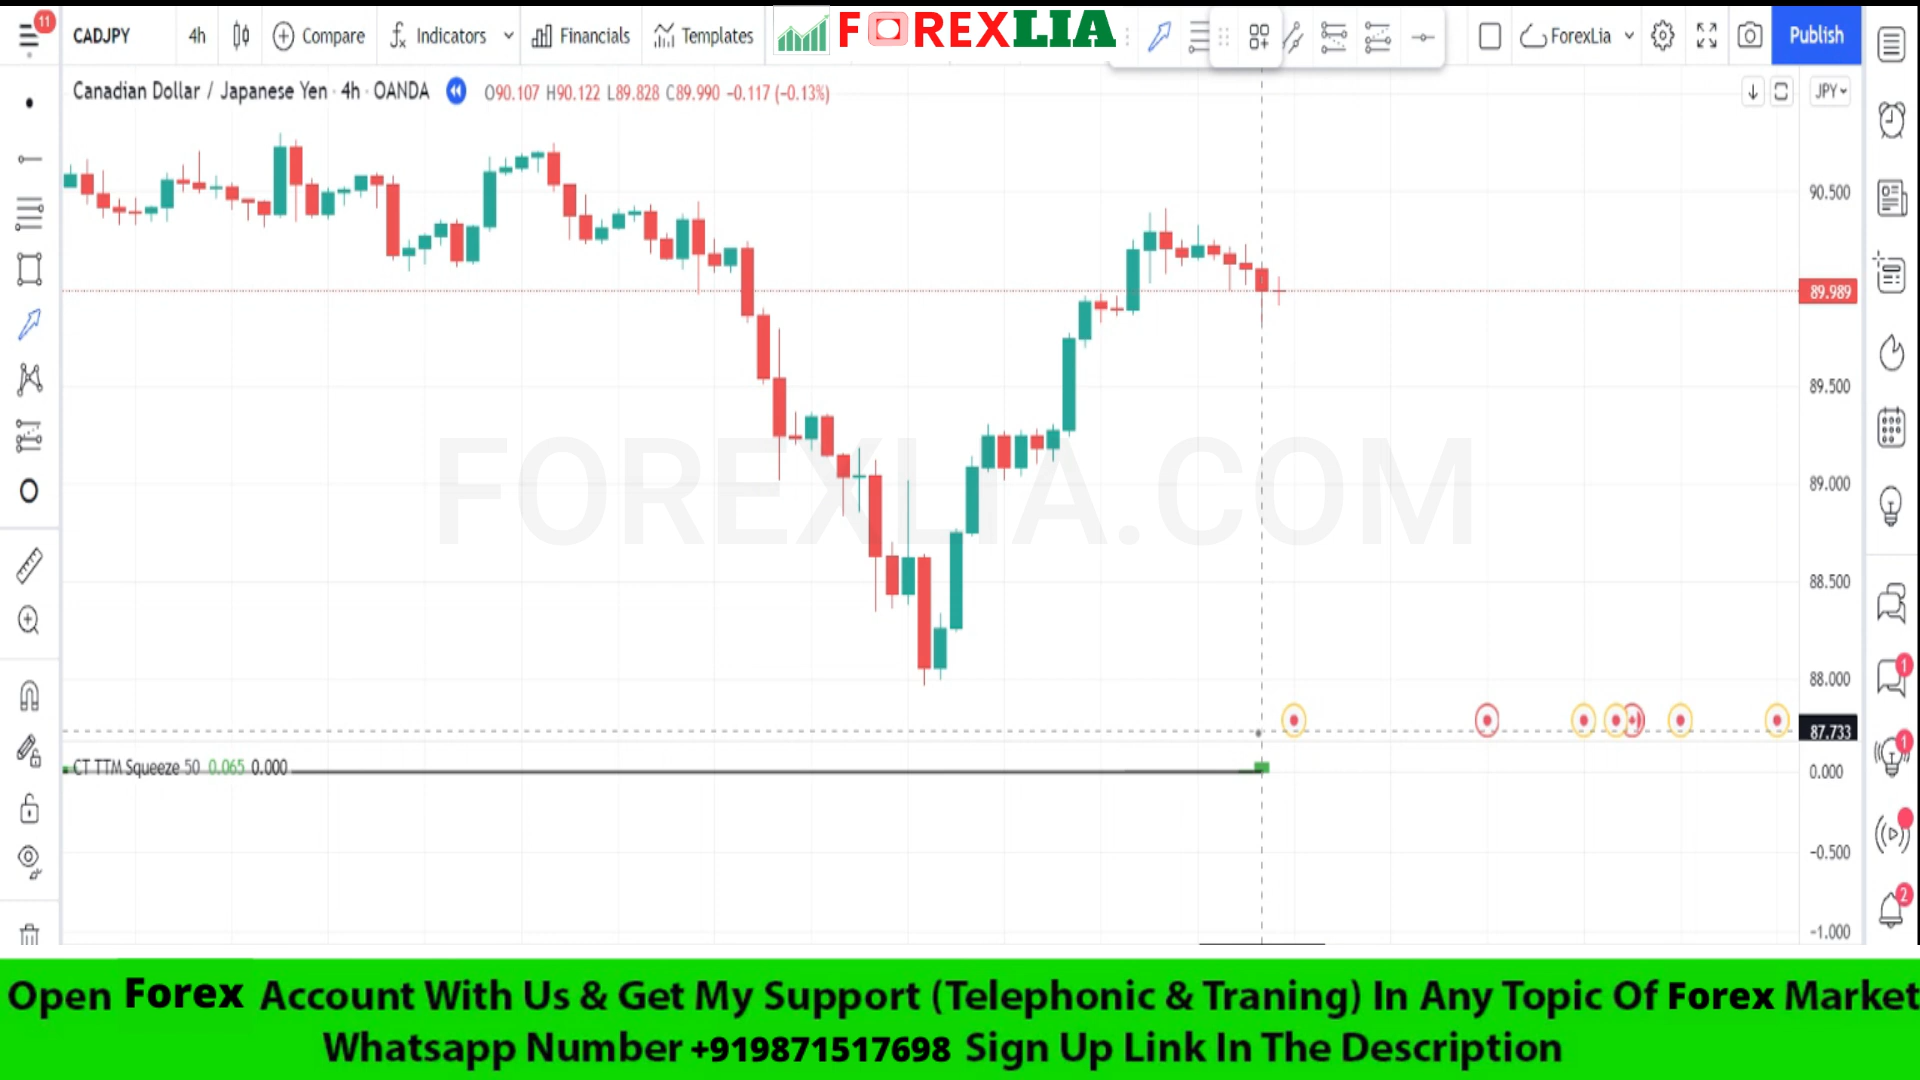 11
CADJPY 4h Compare Indicators Financials Templates FOREXLIA ForexLia Publish
Canadian Dollar / Japanese Yen · 4h · OANDA O90.107 H90.122 L89.828 C89.990 −0.117 (−0.13%) JPY
90.500
89.989
89.500
89.000
FOREXLIA.COM
88.500
88.000
1
87.733
1
CT TTM Squeeze 50 0.065 0.000 0.000
-0.500
2
-1.000
Open Forex Account With Us & Get My Support (Telephonic & Traning) In Any Topic Of Forex Market
Whatsapp Number +919871517698 Sign Up Link In The Description